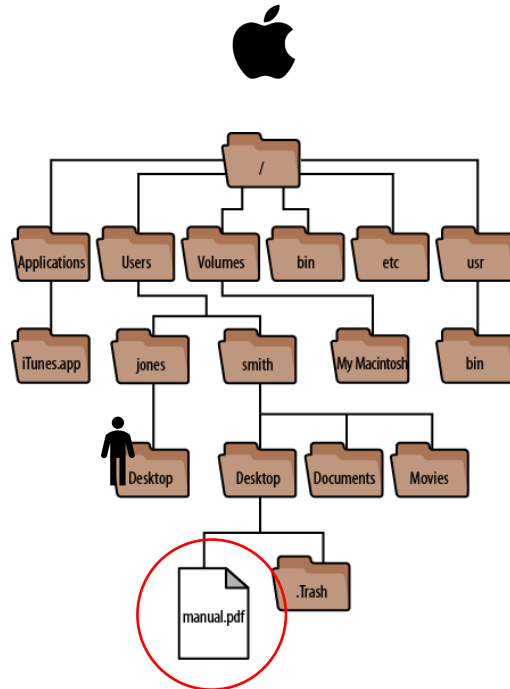 /
Applications
Users
Volumes
bin
etc
usr
iTunes.app
jones
smith
My Macintosh
bin
Desktop
Desktop
Documents
Movies
manual.pdf
.Trash